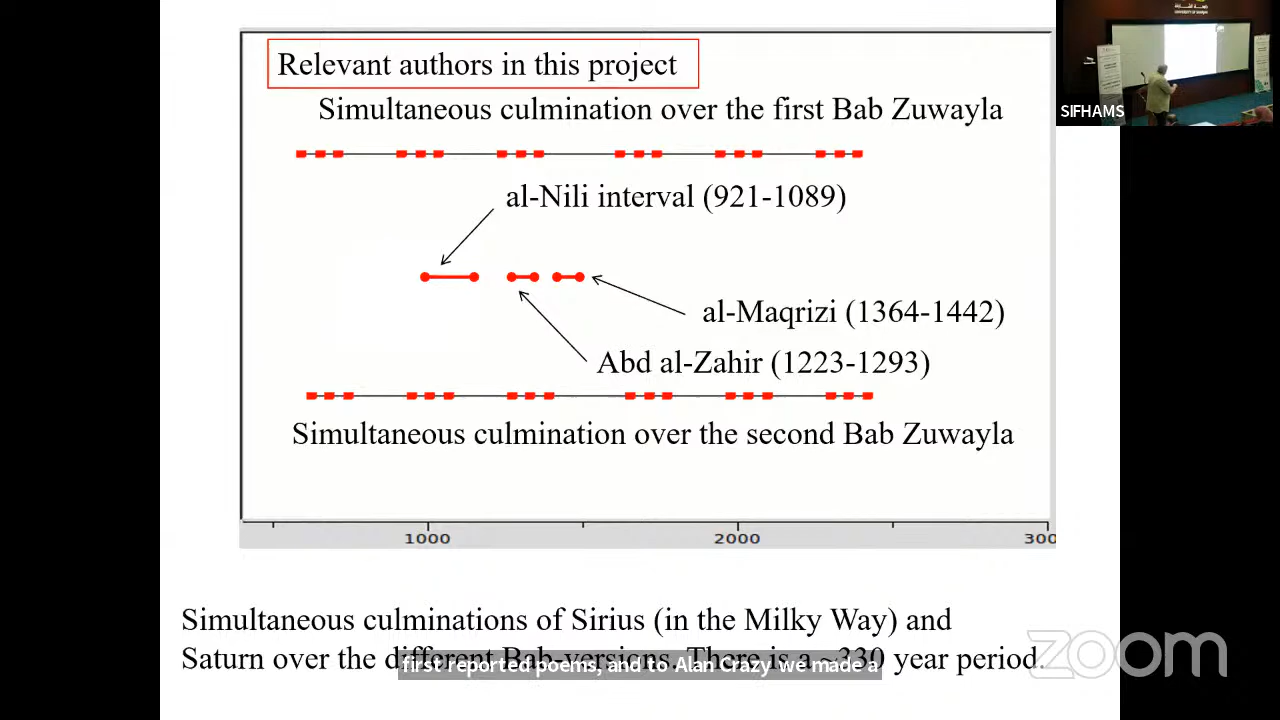 Relevant authors in this project
Simultaneous culmination over the first Bab Zuwayla
al-Nili interval (921-1089)
al-Maqrizi (1364-1442)
Abd al-Zahir (1223-1293)
Simultaneous culmination over the second Bab Zuwayla
1000 2000 300
Simultaneous culminations of Sirius (in the Milky Way) and
Saturn over the different Bab-versions. There is a ~330 year period.
first reported poems, and to Alan Crazy we made a
zoom
SIFHAMS